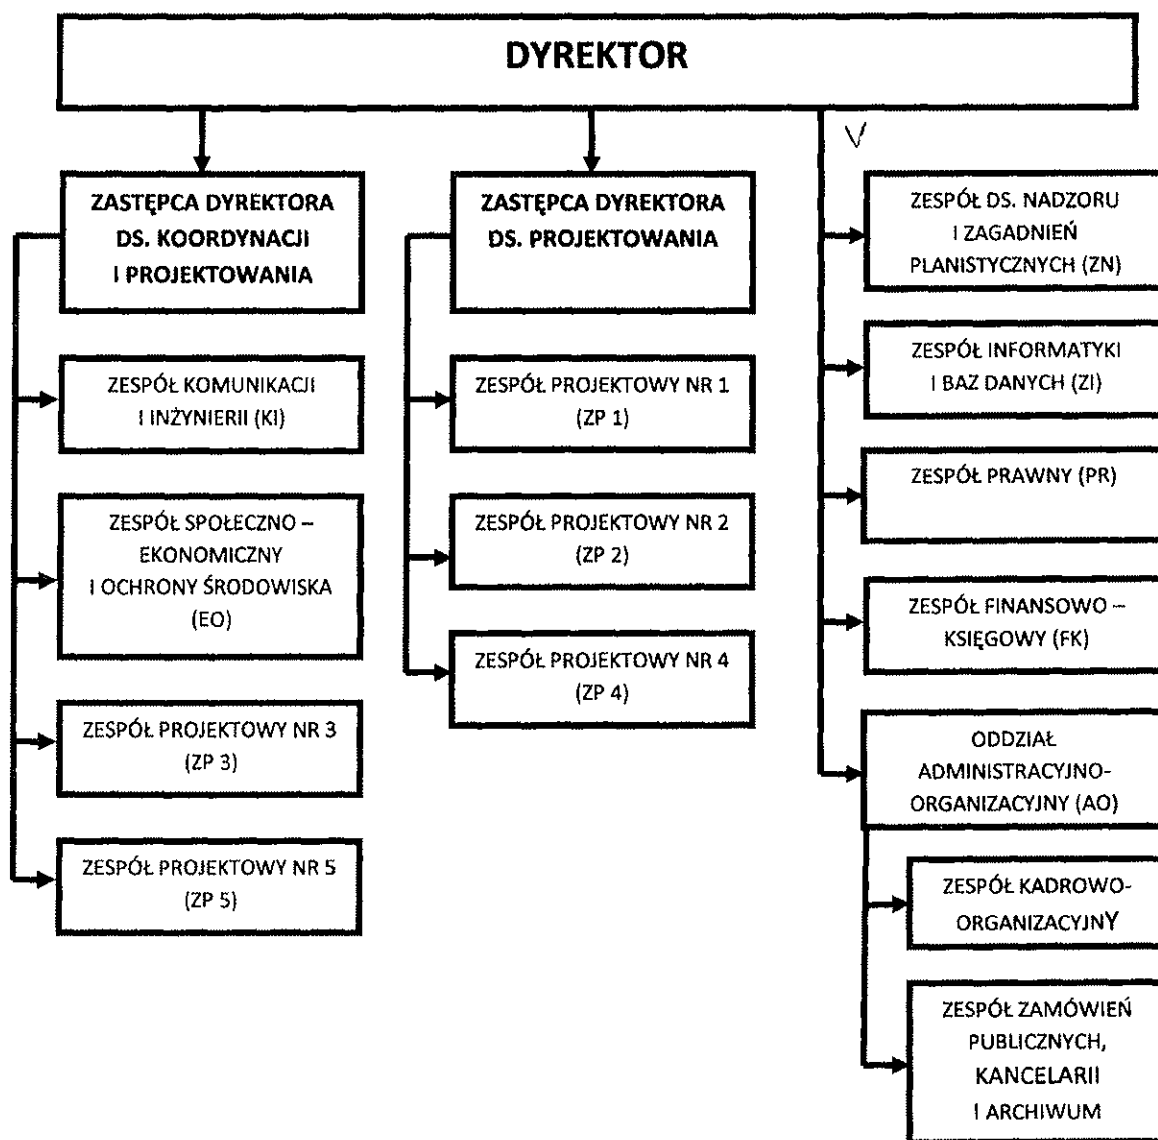 DYREKTOR
ZASTĘPCA DYREKTORA
DS. KOORDYNACJI
I PROJEKTOWANIA
ZESPÓŁ KOMUNIKACJI
I INŻYNIERII (KI)
ZESPÓŁ SPOŁECZNO –
EKONOMICZNY
I OCHRONY ŚRODOWISKA
(EO)
ZESPÓŁ PROJEKTOWY NR 3
(ZP 3)
ZESPÓŁ PROJEKTOWY NR 5
(ZP 5)
ZASTĘPCA DYREKTORA
DS. PROJEKTOWANIA
ZESPÓŁ PROJEKTOWY NR 1
(ZP 1)
ZESPÓŁ PROJEKTOWY NR 2
(ZP 2)
ZESPÓŁ PROJEKTOWY NR 4
(ZP 4)
V
ZESPÓŁ DS. NADZORU
I ZAGADNIEŃ
PLANISTYCZNYCH (ZN)
ZESPÓŁ INFORMATYKI
I BAZ DANYCH (ZI)
ZESPÓŁ PRAWNY (PR)
ZESPÓŁ FINANSOWO –
KSIĘGOWY (FK)
ODDZIAŁ
ADMINISTRACYJNO-
ORGANIZACYJNY (AO)
ZESPÓŁ KADROWO-
ORGANIZACYJNY
ZESPÓŁ ZAMÓWIEŃ
PUBLICZNYCH,
KANCELARII
I ARCHIWUM